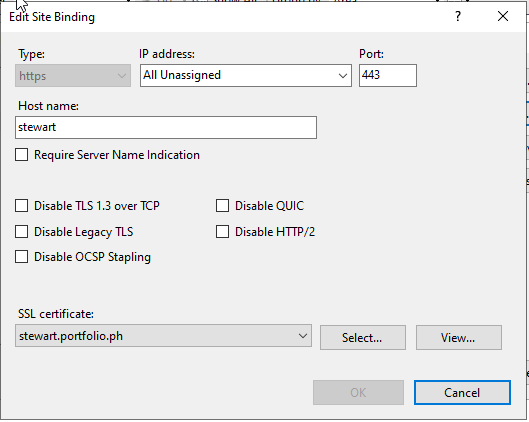 Edit Site Binding
?
Type: IP address: Port:
https All Unassigned 443
Host name:
stewart
Require Server Name Indication
Disable TLS 1.3 over TCP Disable QUIC
Disable Legacy TLS Disable HTTP/2
Disable OCSP Stapling
SSL certificate:
stewart.portfolio.ph Select... View...
OK Cancel